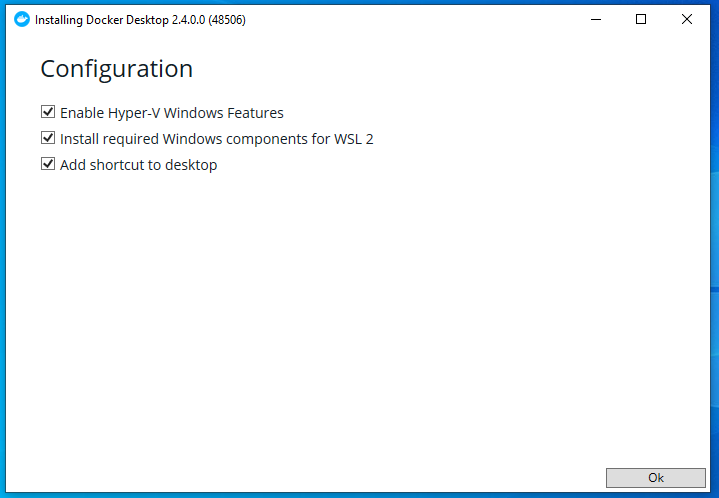 Installing Docker Desktop 2.4.0.0 (48506)
Configuration
Enable Hyper-V Windows Features
Install required Windows components for WSL 2
Add shortcut to desktop
Ok